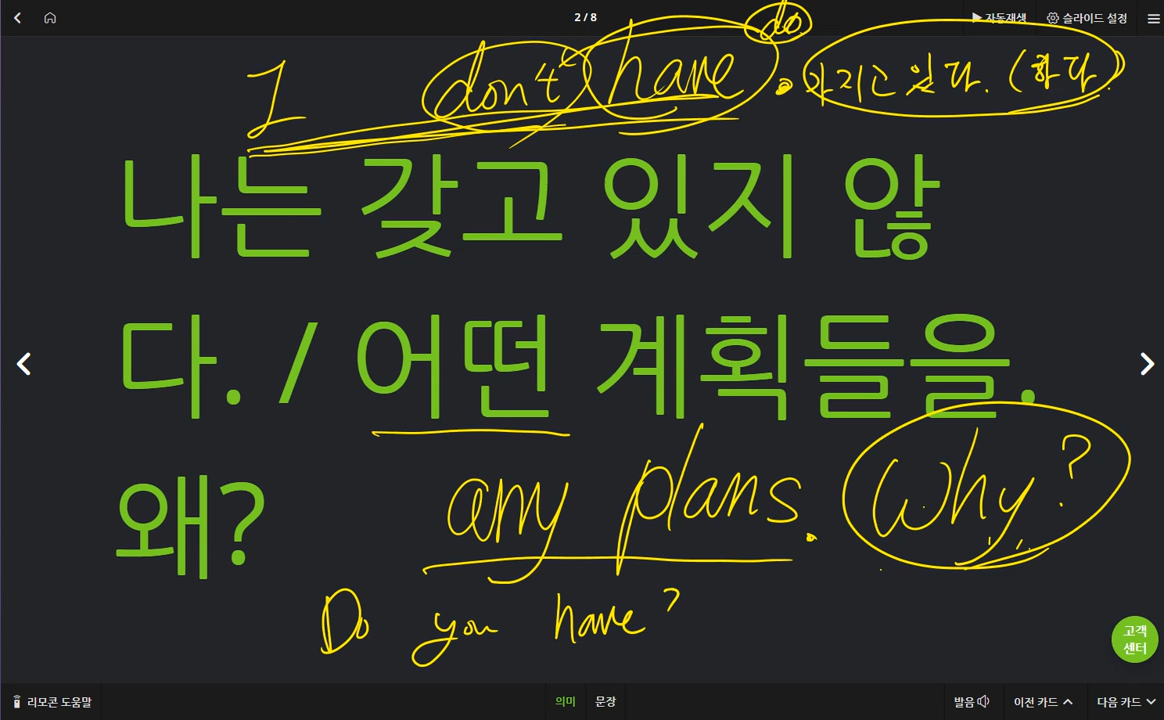 2 / 8
자동재생
슬라이드 설정
do
I don't have 가지고 있다. (하다)
나는 갖고 있지 않
다. / 어떤 계획들을.
any plans. Why?
왜?
Do you have?
고객
센터
리모콘 도움말
의미
문장
발음
이전 카드
다음 카드